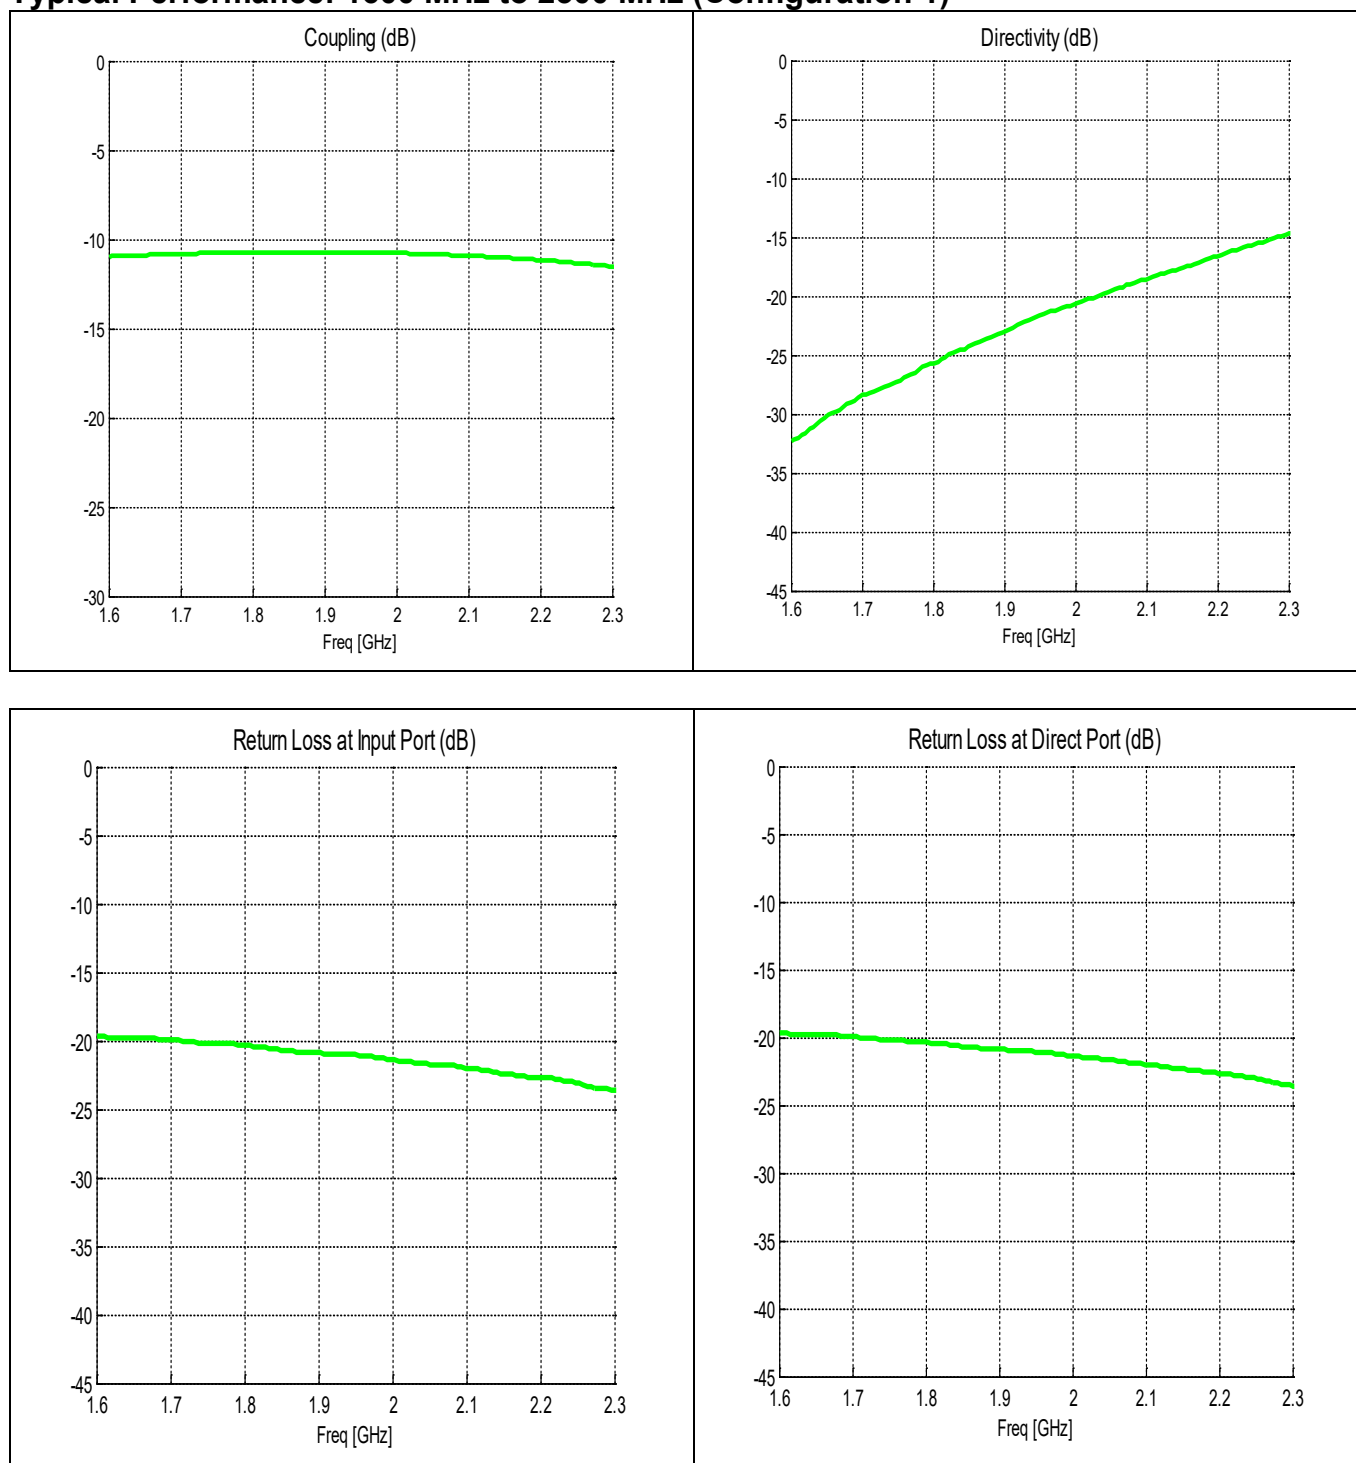 Typical Performance: MHz to MHz (Configuration
Coupling (dB)
0
-5
-10
-15
-20
-25
-30
1.6 1.7 1.8 1.9 2 2.1 2.2 2.3
Freq [GHz]
Directivity (dB)
0
-5
-10
-15
-20
-25
-30
-35
-40
-45
1.6 1.7 1.8 1.9 2 2.1 2.2 2.3
Freq [GHz]
Return Loss at Input Port (dB)
0
-5
-10
-15
-20
-25
-30
-35
-40
-45
1.6 1.7 1.8 1.9 2 2.1 2.2 2.3
Freq [GHz]
Return Loss at Direct Port (dB)
0
-5
-10
-15
-20
-25
-30
-35
-40
-45
1.6 1.7 1.8 1.9 2 2.1 2.2 2.3
Freq [GHz]